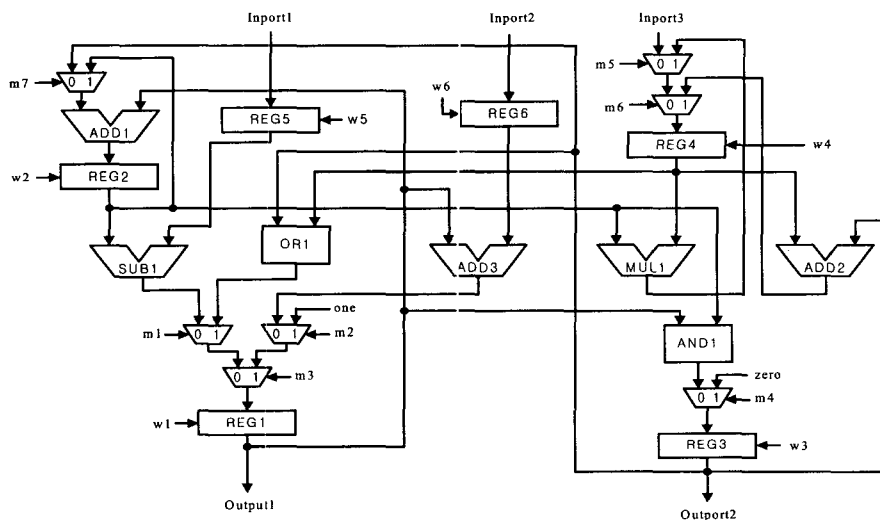 Inport1 Inport2 Inport3
m7 0 1 m5 0 1
w6 m6 0 1
ADD1 REG5 w5 REG6
w2 REG2 REG4 w4
SUB1 OR1 ADD3 MUL1 ADD2
one
m1 0 1 0 1 m2 AND1
0 1 m3 zero
0 1 m4
w1 REG1 REG3 w3
Output1 Outport2